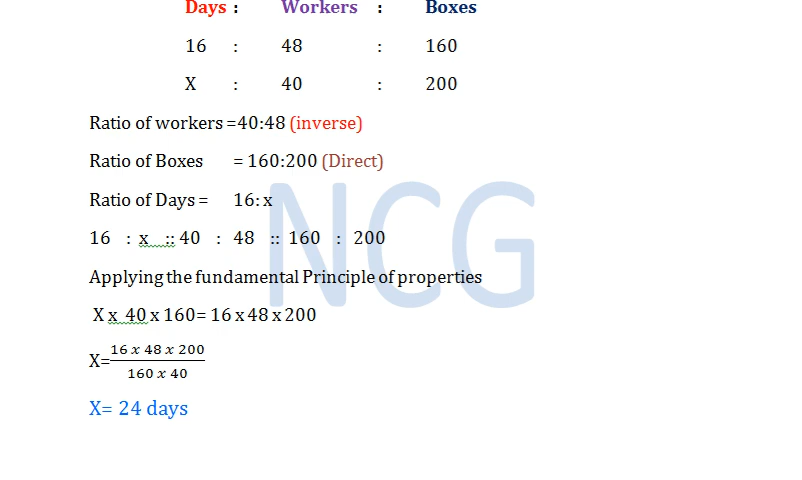 Days : Workers : Boxes
16 : 48 : 160
X : 40 : 200
Ratio of workers =40:48 (inverse)
Ratio of Boxes = 160:200 (Direct)
Ratio of Days = 16:x
16 : x :: 40 : 48 :: 160 : 200
Applying the fundamental Principle of properties
X x 40 x 160= 16 x 48 x 200
X= 16 x 48 x 200
160 x 40
X= 24 days
NCG